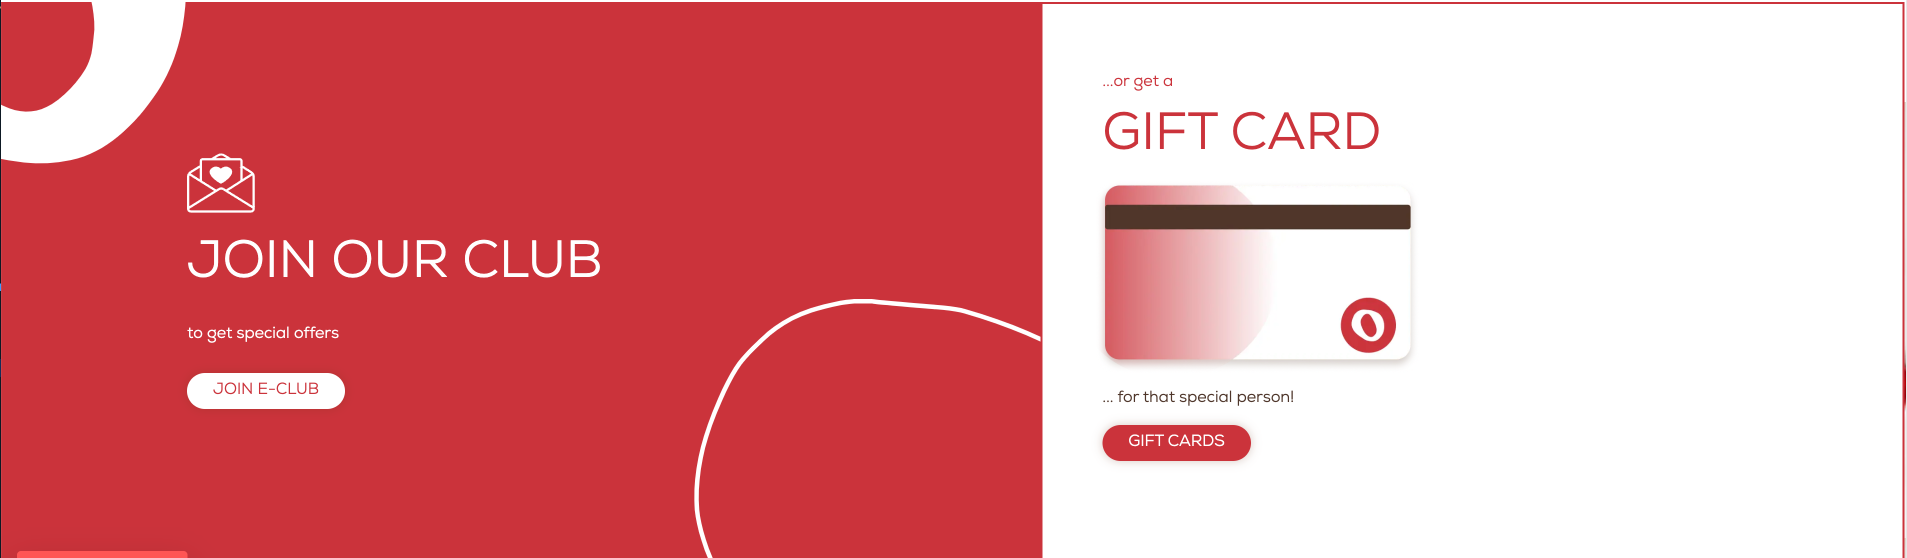 JOIN OUR CLUB
to get special offers
JOIN E-CLUB
...or get a
GIFT CARD
... for that special person!
GIFT CARDS